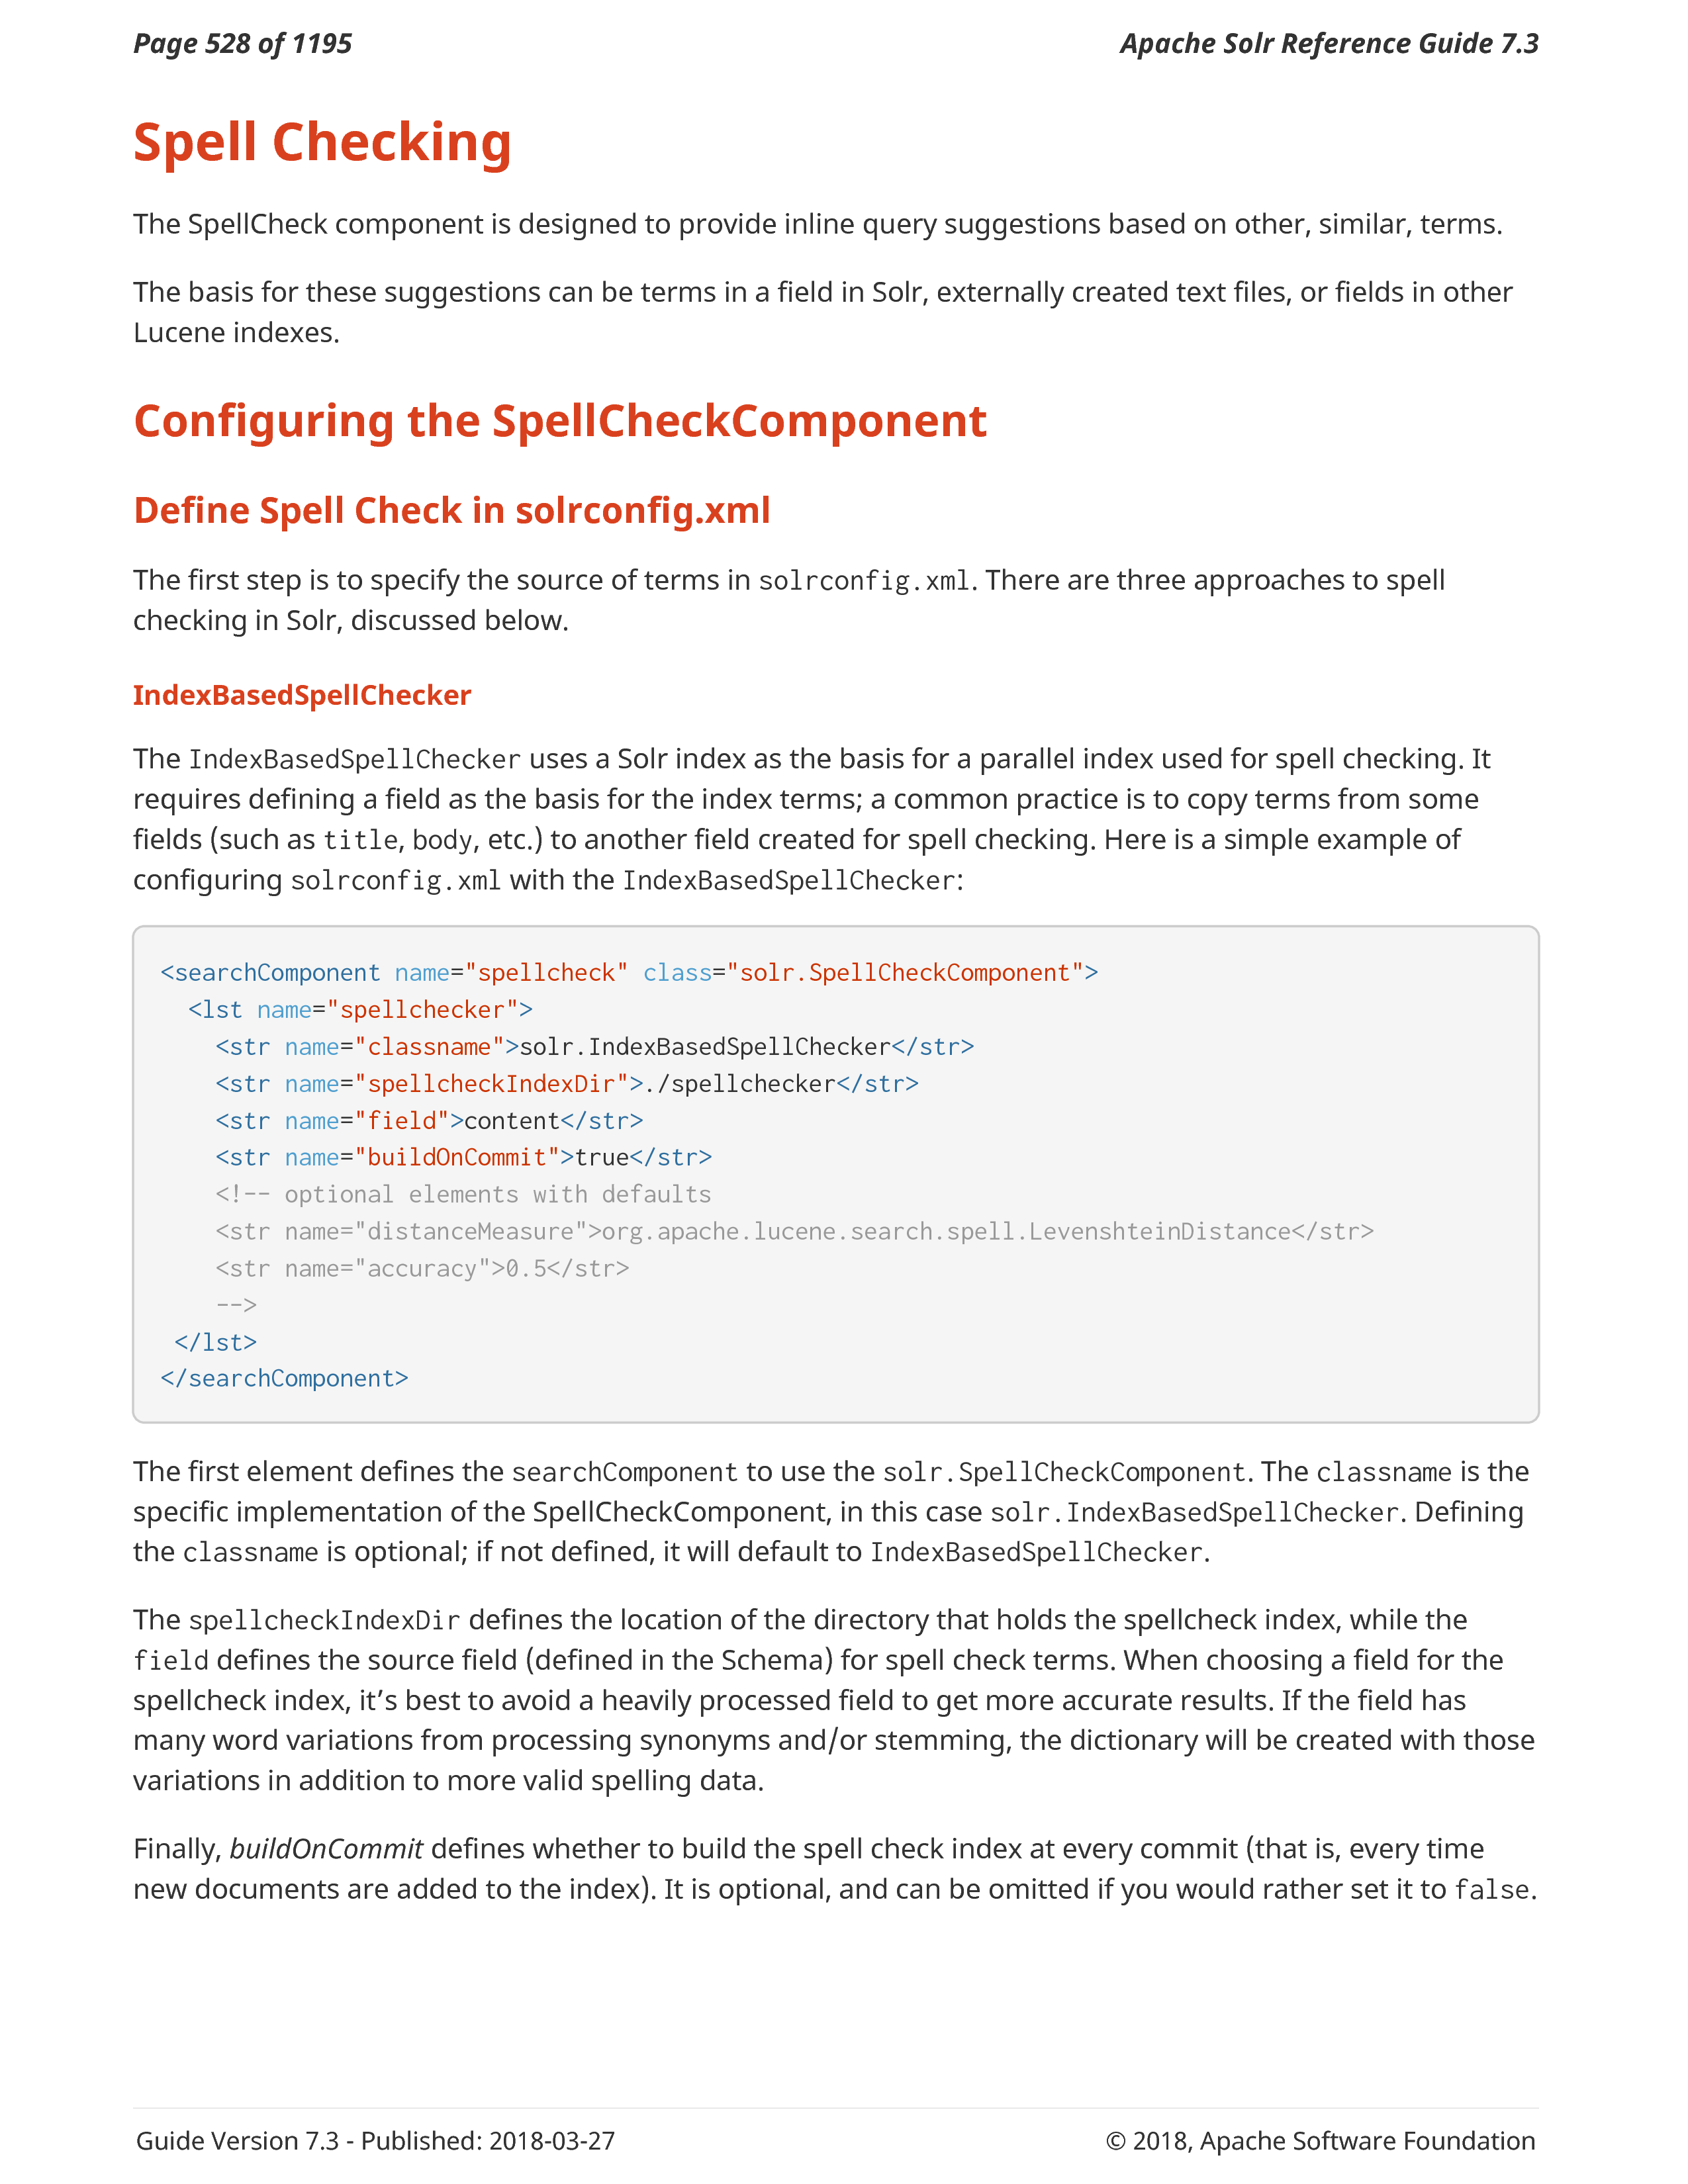 Page 528 of 1195
Apache Solr Reference Guide 7.3
Spell Checking
The SpellCheck component is designed to provide inline query suggestions based on other, similar, terms.
The basis for these suggestions can be terms in a field in Solr, externally created text files, or fields in other
Lucene indexes.
Configuring the SpellCheckComponent
Define Spell Check in solrconfig.xml
The first step is to specify the source of terms in solrconfig.xml. There are three approaches to spell
checking in Solr, discussed below.
IndexBasedSpellChecker
The IndexBasedSpellChecker uses a Solr index as the basis for a parallel index used for spell checking. It
requires defining a field as the basis for the index terms; a common practice is to copy terms from some
fields (such as title, body, etc.) to another field created for spell checking. Here is a simple example of
configuring solrconfig.xml with the IndexBasedSpellChecker:
<searchComponent name="spellcheck" class="solr.SpellCheckComponent">
  <lst name="spellchecker">
    <str name="classname">solr.IndexBasedSpellChecker</str>
    <str name="spellcheckIndexDir">./spellchecker</str>
    <str name="field">content</str>
    <str name="buildOnCommit">true</str>
    <!-- optional elements with defaults
    <str name="distanceMeasure">org.apache.lucene.search.spell.LevenshteinDistance</str>
    <str name="accuracy">0.5</str>
    -->
 </lst>
</searchComponent>
The first element defines the searchComponent to use the solr.SpellCheckComponent. The classname is the
specific implementation of the SpellCheckComponent, in this case solr.IndexBasedSpellChecker. Defining
the classname is optional; if not defined, it will default to IndexBasedSpellChecker.
The spellcheckIndexDir defines the location of the directory that holds the spellcheck index, while the
field defines the source field (defined in the Schema) for spell check terms. When choosing a field for the
spellcheck index, it’s best to avoid a heavily processed field to get more accurate results. If the field has
many word variations from processing synonyms and/or stemming, the dictionary will be created with those
variations in addition to more valid spelling data.
Finally, buildOnCommit defines whether to build the spell check index at every commit (that is, every time
new documents are added to the index). It is optional, and can be omitted if you would rather set it to false.
Guide Version 7.3 - Published: 2018-03-27
© 2018, Apache Software Foundation